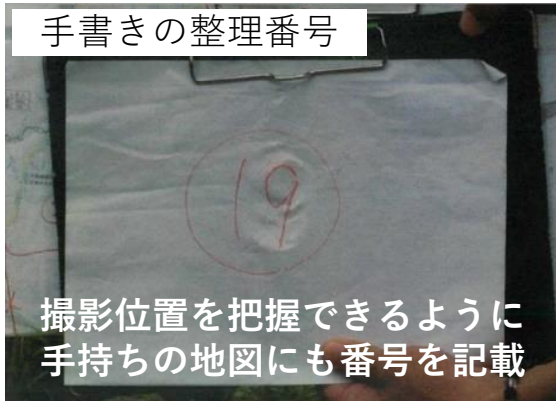 手書きの整理番号
19
撮影位置を把握できるように
手持ちの地図にも番号を記載